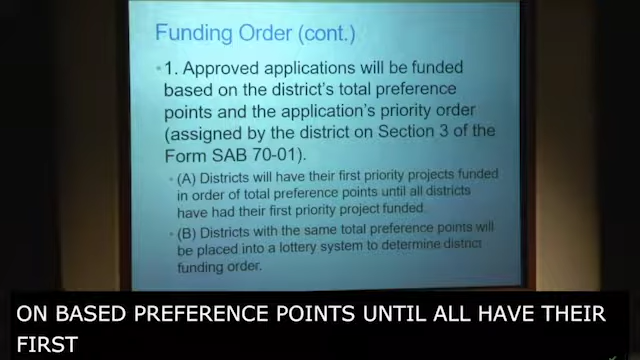 Funding Order (cont.)
• 1. Approved applications will be funded
based on the district's total preference
points and the application's priority order
(assigned by the district on Section 3 of the
Form SAB 70-01).
• (A) Districts will have their first priority projects funded
in order of total preference points until all districts
have had their first priority project funded.
• (B) Districts with the same total preference points will
be placed into a lottery system to determine district
funding order.
ON BASED PREFERENCE POINTS UNTIL ALL HAVE THEIR
FIRST